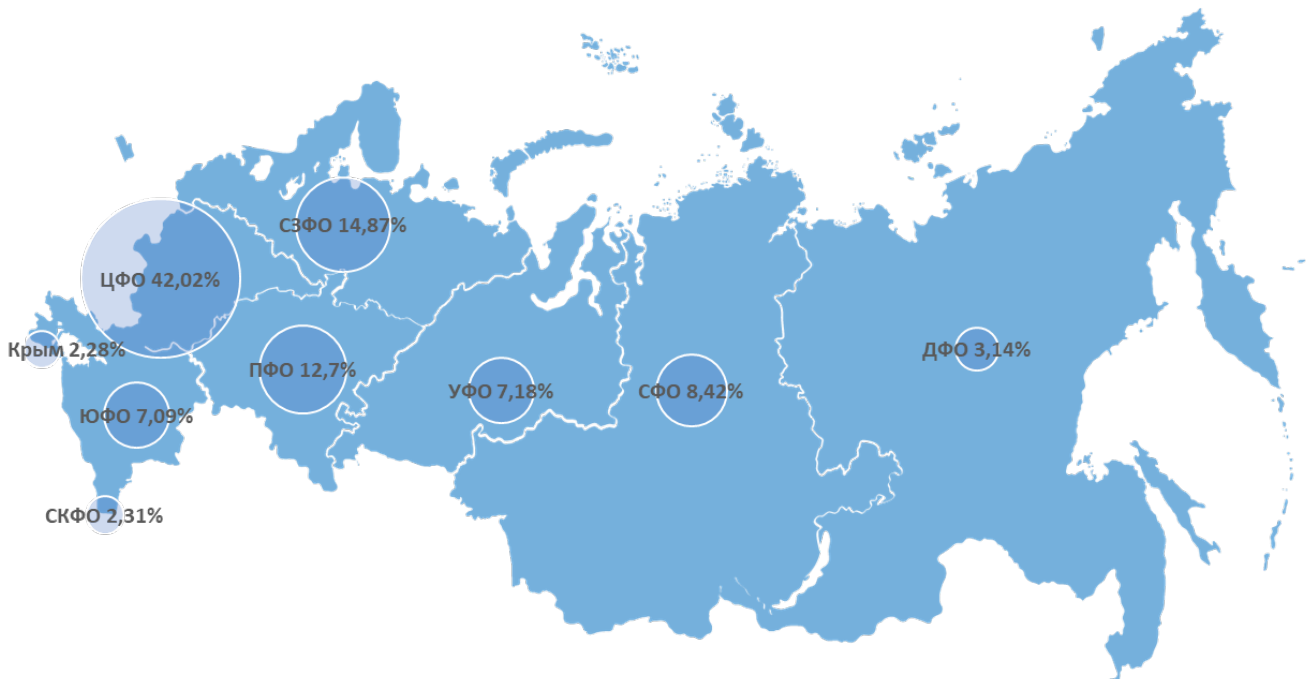 СЗФО 14,87%
ЦФО 42,02%
Крым 2,28%
ДФО 3,14%
ПФО 12,7%
УФО 7,18%
СФО 8,42%
ЮФО 7,09%
СКФО 2,31%